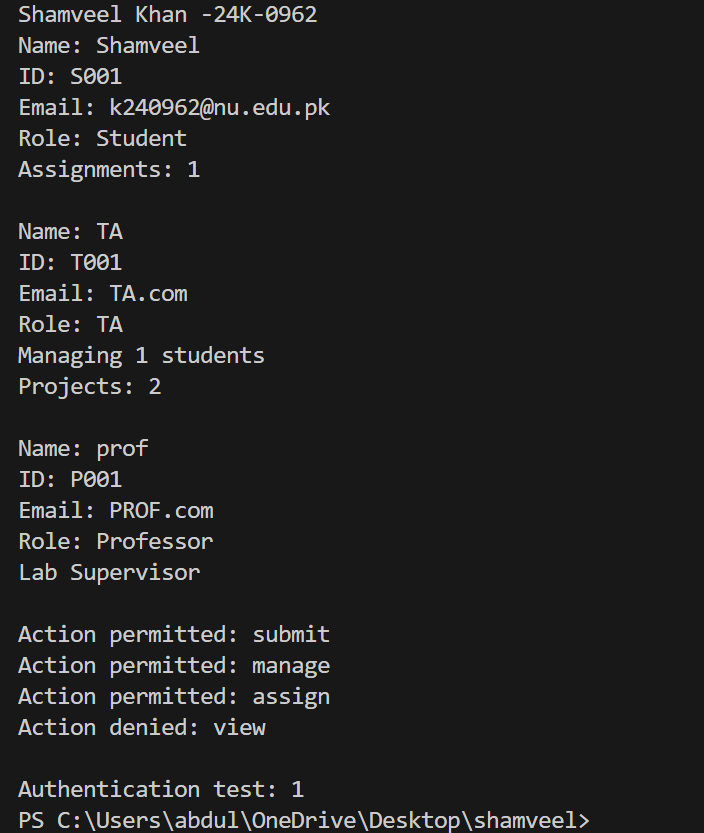 Shamveel Khan -24K-0962
Name: Shamveel
ID: S001
Email: k240962@nu.edu.pk
Role: Student
Assignments: 1
Name: TA
ID: T001
Email: TA.com
Role: TA
Managing 1 students
Projects: 2
Name: prof
ID: P001
Email: PROF.com
Role: Professor
Lab Supervisor
Action permitted: submit
Action permitted: manage
Action permitted: assign
Action denied: view
Authentication test: 1
PS C:\Users\abdul\OneDrive\Desktop\shamveel>